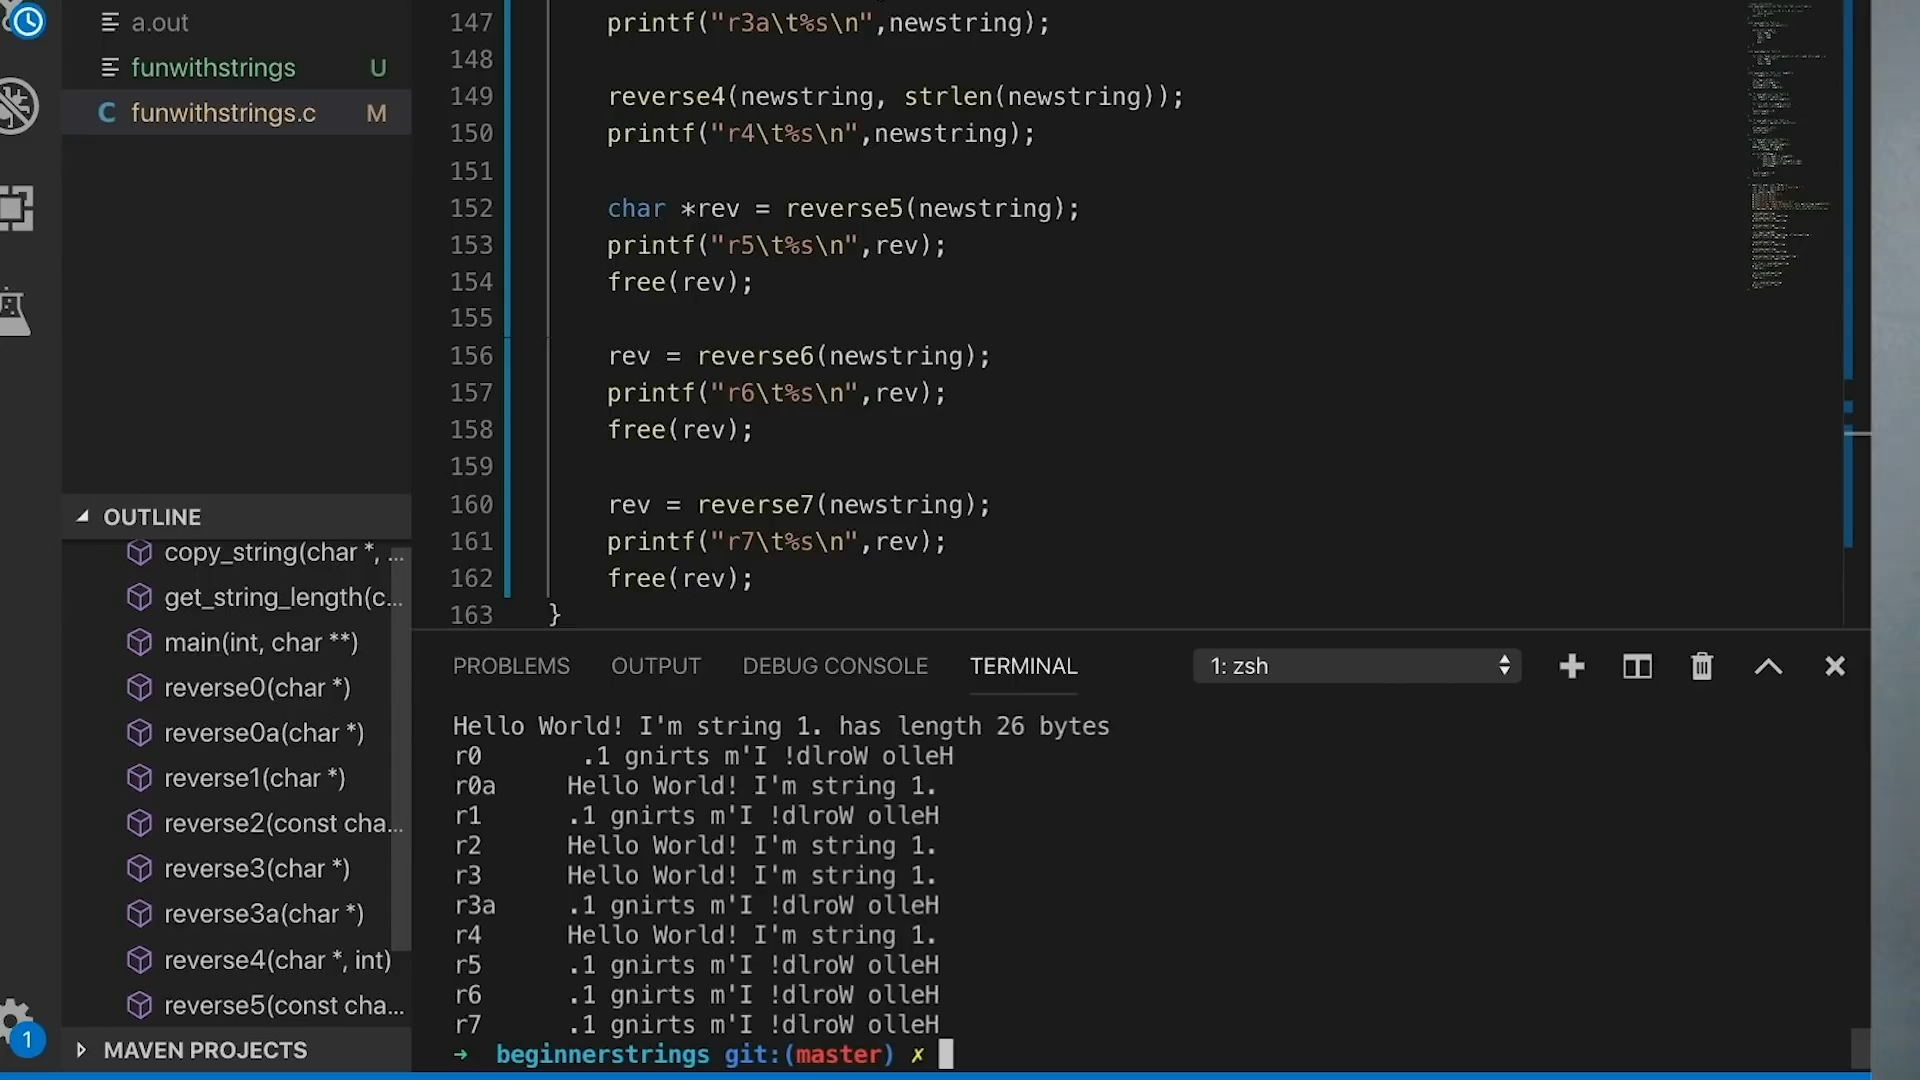 a.out
funwithstrings U
C funwithstrings.c M
OUTLINE
copy_string(char *, ...
get_string_length(c...
main(int, char **)
reverse0(char *)
reverse0a(char *)
reverse1(char *)
reverse2(const cha...
reverse3(char *)
reverse3a(char *)
reverse4(char *, int)
reverse5(const cha...
1
MAVEN PROJECTS
147 printf("r3a\t%s\n",newstring);
148
149 reverse4(newstring, strlen(newstring));
150 printf("r4\t%s\n",newstring);
151
152 char *rev = reverse5(newstring);
153 printf("r5\t%s\n",rev);
154 free(rev);
155
156 rev = reverse6(newstring);
157 printf("r6\t%s\n",rev);
158 free(rev);
159
160 rev = reverse7(newstring);
161 printf("r7\t%s\n",rev);
162 free(rev);
163 }
PROBLEMS OUTPUT DEBUG CONSOLE TERMINAL 1: zsh
Hello World! I'm string 1. has length 26 bytes
r0 .1 gnirts m'I !dlroW olleH
r0a Hello World! I'm string 1.
r1 .1 gnirts m'I !dlroW olleH
r2 Hello World! I'm string 1.
r3 Hello World! I'm string 1.
r3a .1 gnirts m'I !dlroW olleH
r4 Hello World! I'm string 1.
r5 .1 gnirts m'I !dlroW olleH
r6 .1 gnirts m'I !dlroW olleH
r7 .1 gnirts m'I !dlroW olleH
➜ beginnerstrings git:(master) ✗